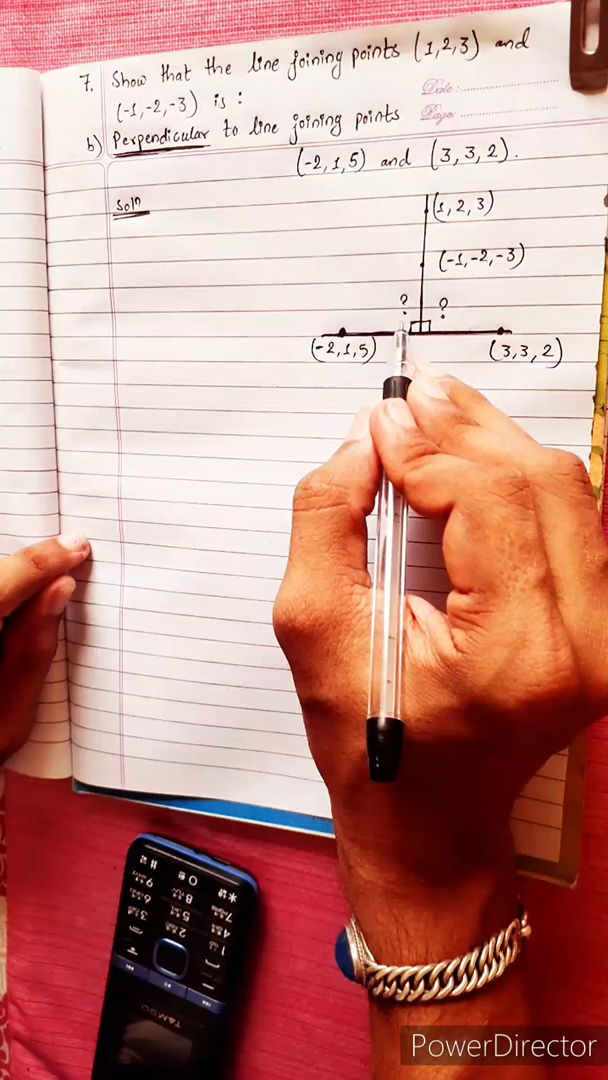 7. Show that the line joining points (1,2,3) and
(-1,-2,-3) is :
Date:
Page:
b) Perpendicular to line joining points
(-2,1,5) and (3,3,2).
Soln
(1,2,3)
(-1,-2,-3)
? ?
(-2,1,5) (3,3,2)
TAMBO
PowerDirector